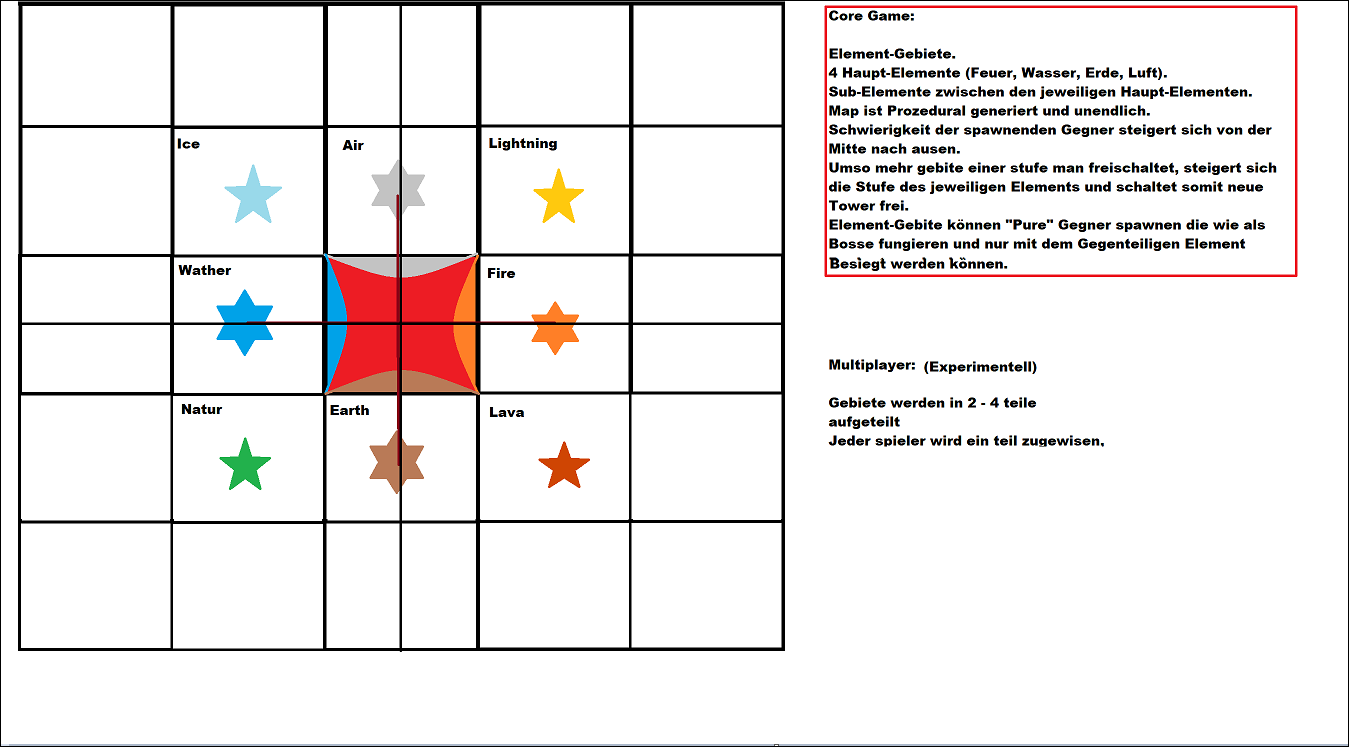 Core Game:
Element-Gebiete.
4 Haupt-Elemente (Feuer, Wasser, Erde, Luft).
Sub-Elemente zwischen den jeweiligen Haupt-Elementen.
Map ist Prozedural generiert und unendlich.
Schwierigkeit der spawnenden Gegner steigert sich von der
Mitte nach ausen.
Umso mehr gebite einer stufe man freischaltet, steigert sich
die Stufe des jeweiligen Elements und schaltet somit neue
Tower frei.
Element-Gebite können "Pure" Gegner spawnen die wie als
Bosse fungieren und nur mit dem Gegenteiligen Element
Besiegt werden können.
Ice
Air
Lightning
Wather
Fire
Natur
Earth
Lava
Multiplayer: (Experimentell)
Gebiete werden in 2 - 4 teile
aufgeteilt
Jeder spieler wird ein teil zugewisen,